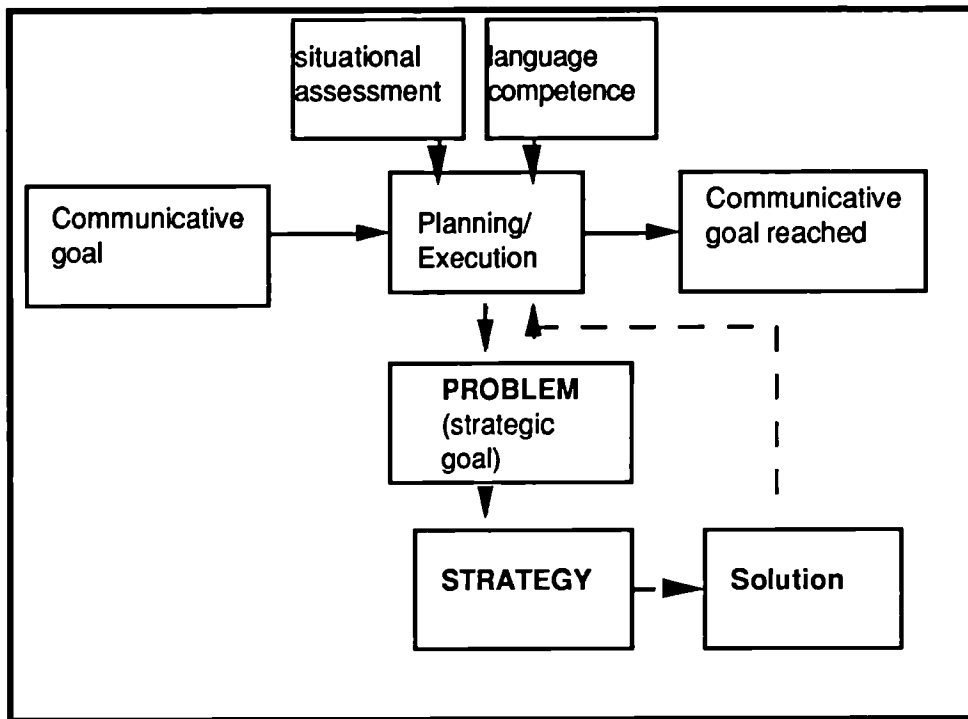 situational
assessment
language
competence
Communicative
goal
Planning/
Execution
Communicative
goal reached
PROBLEM
(strategic
goal)
STRATEGY
Solution